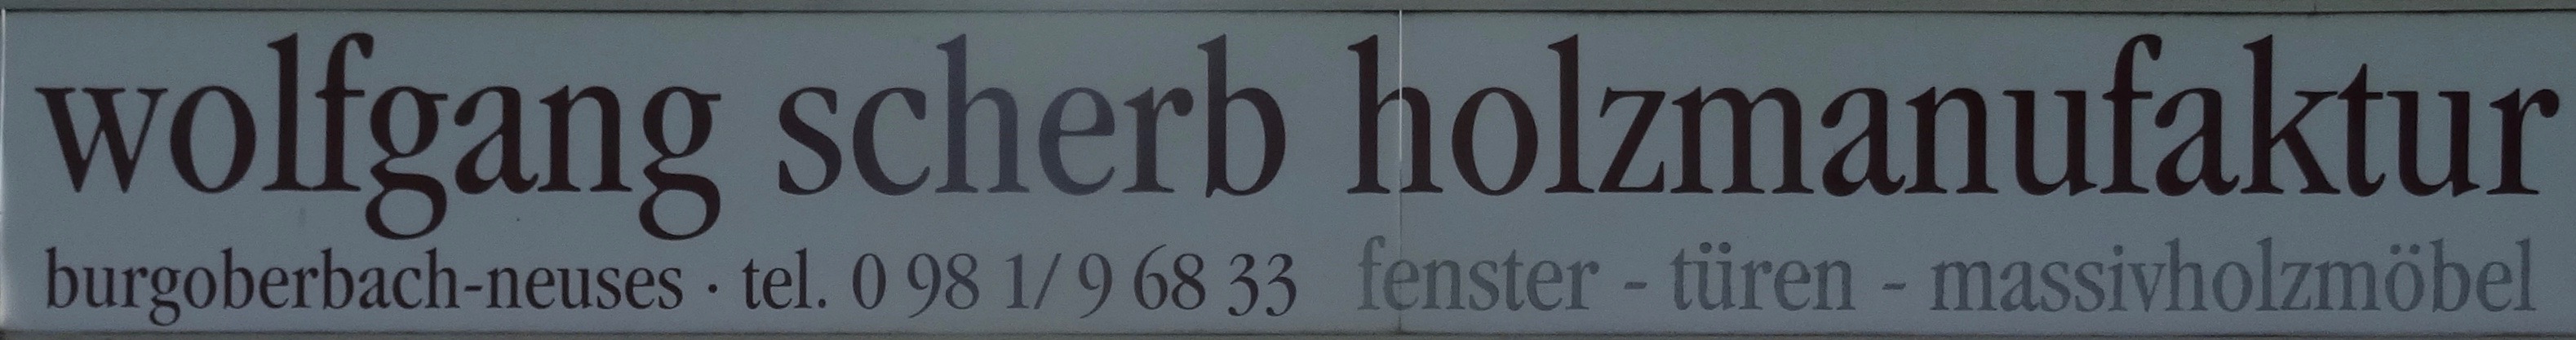 wolfgang scherb holzmanufaktur
burgoberbach-neuses · tel. 0 98 1/ 9 68 33 fenster - türen - massivholzmöbel